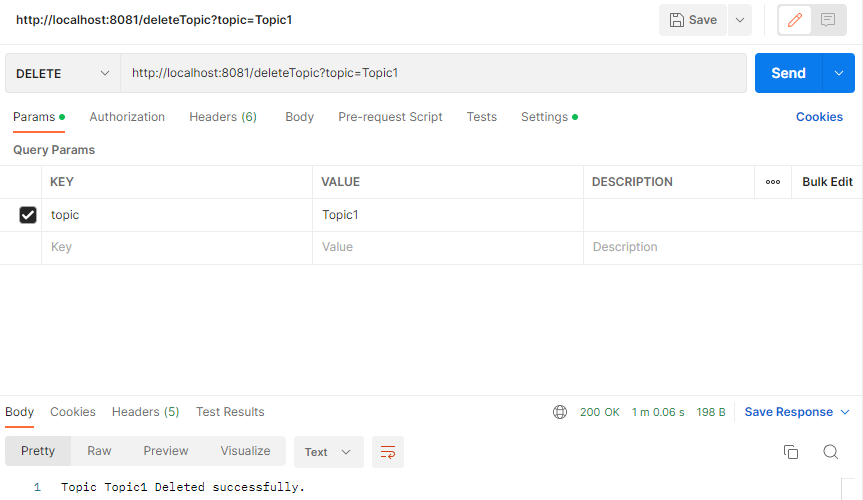 http://localhost:8081/deleteTopic?topic=Topic1 Save
DELETE http://localhost:8081/deleteTopic?topic=Topic1 Send
Params Authorization Headers (6) Body Pre-request Script Tests Settings Cookies
Query Params
KEY VALUE DESCRIPTION Bulk Edit
topic Topic1
Key Value Description
Body Cookies Headers (5) Test Results 200 OK 1 m 0.06 s 198 B Save Response
Pretty Raw Preview Visualize Text
1 Topic Topic1 Deleted successfully.